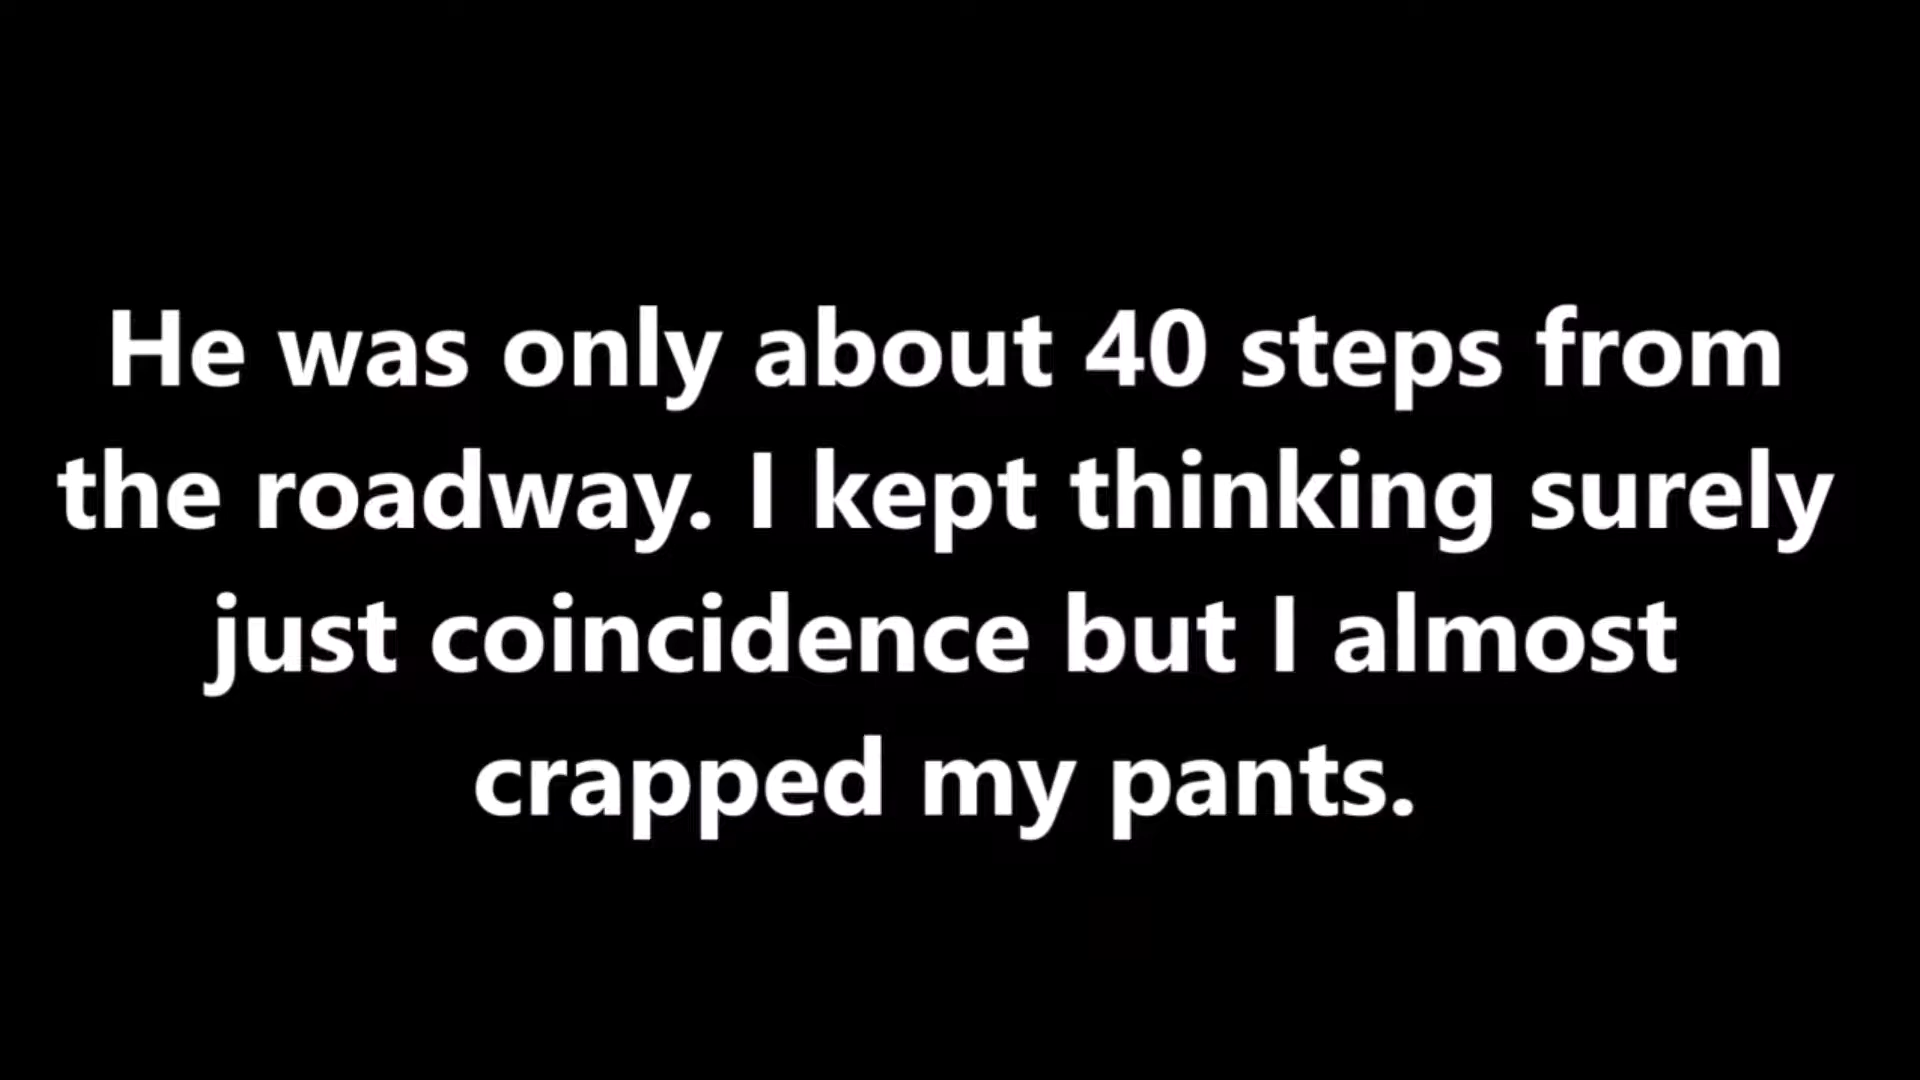 He was only about 40 steps from
the roadway. I kept thinking surely
just coincidence but I almost
crapped my pants.